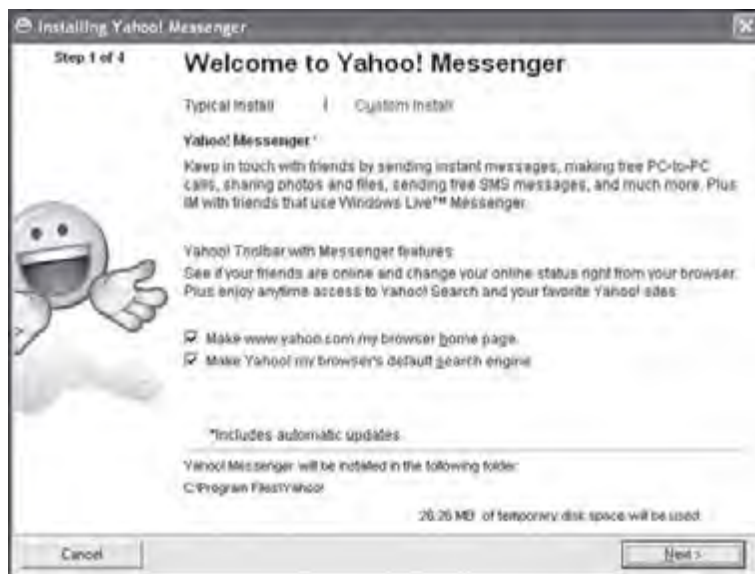 Installing Yahoo! Messenger
Step 1 of 4
Welcome to Yahoo! Messenger
Typical Install | Custom Install
Yahoo! Messenger*
Keep in touch with friends by sending instant messages, making free PC-to-PC
calls, sharing photos and files, sending free SMS messages, and much more. Plus
IM with friends that use Windows Live™ Messenger.
Yahoo! Toolbar with Messenger features
See if your friends are online and change your online status right from your browser.
Plus enjoy anytime access to Yahoo! Search and your favorite Yahoo! sites
Make www.yahoo.com my browser home page.
Make Yahoo! my browser's default search engine
*Includes automatic updates
Yahoo! Messenger will be installed in the following folder:
C:\Program Files\Yahoo!
26.26 MB of temporary disk space will be used.
Cancel
Next >